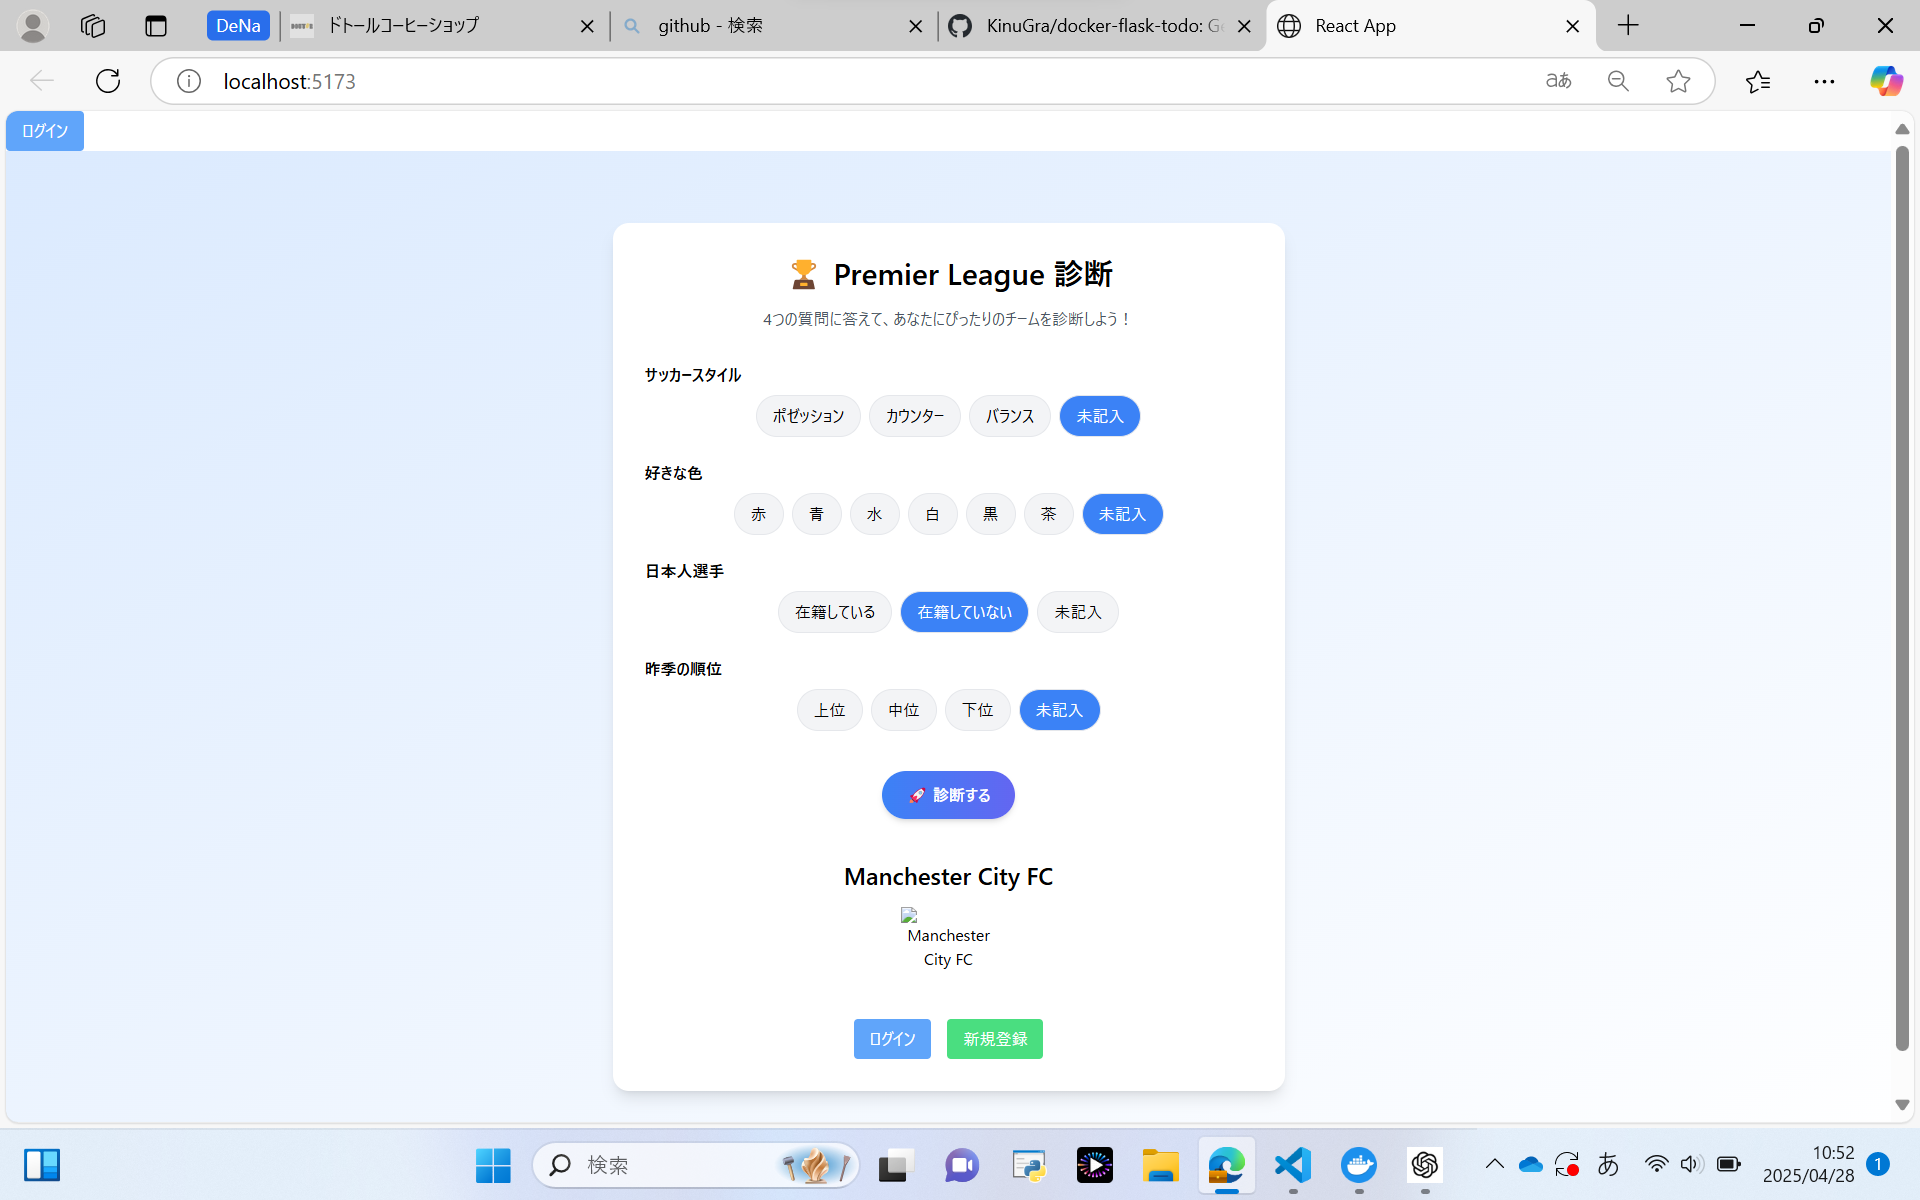 DeNa
ドトールコーヒーショップ
github - 検索
KinuGra/docker-flask-todo: Ge
React App
localhost:5173
aあ
ログイン
🏆 Premier League 診断
4つの質問に答えて、あなたにぴったりのチームを診断しよう！
サッカースタイル
ポゼッション
カウンター
バランス
未記入
好きな色
赤
青
水
白
黒
茶
未記入
日本人選手
在籍している
在籍していない
未記入
昨季の順位
上位
中位
下位
未記入
🚀 診断する
Manchester City FC
Manchester
City FC
ログイン
新規登録
検索
あ
10:52
2025/04/28
1